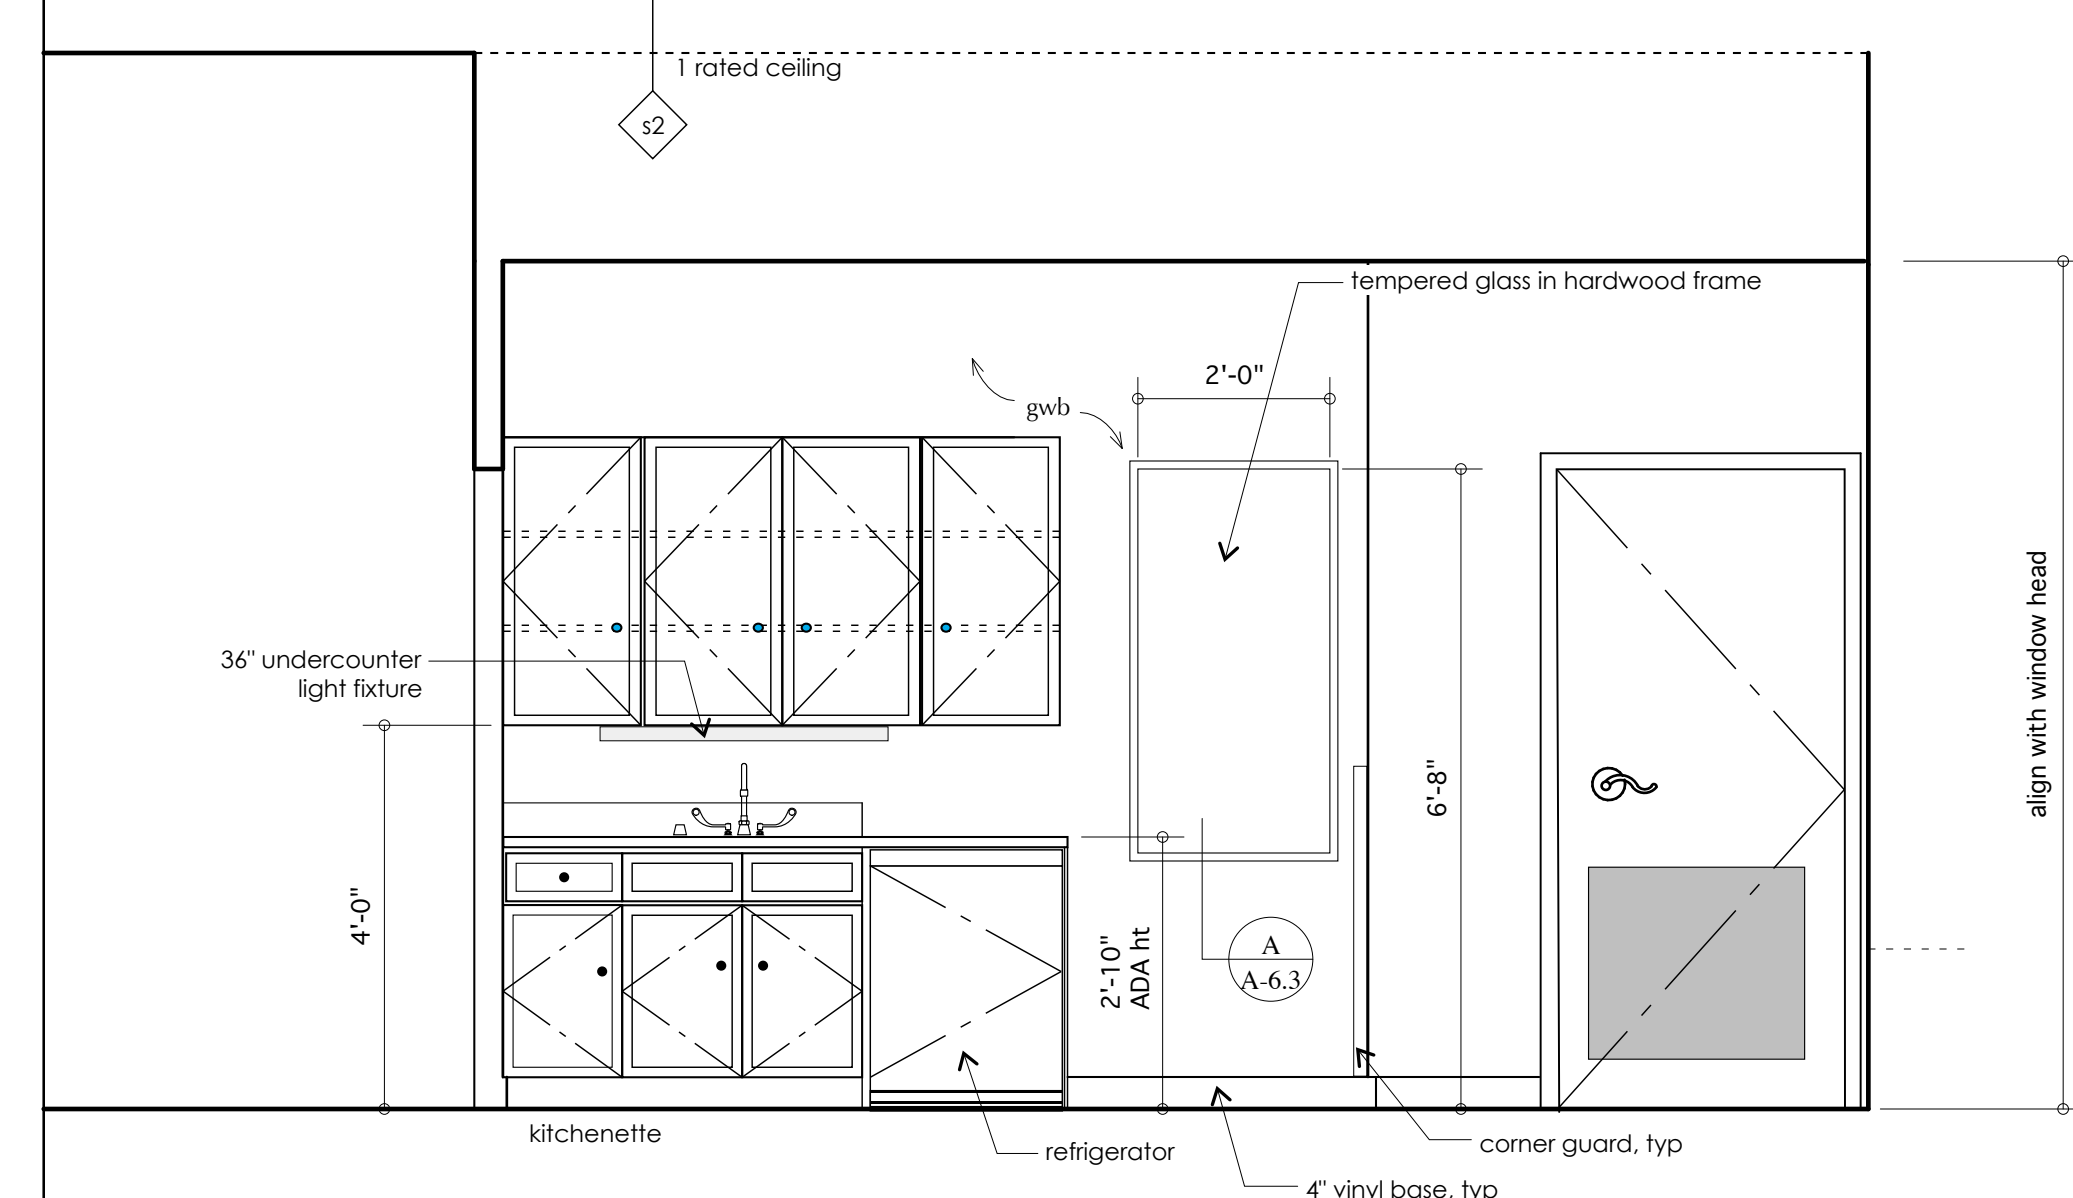 1 rated ceiling
s2
tempered glass in hardwood frame
2'-0"
gwb
36" undercounter
light fixture
align with window head
6'-8"
4'-0"
2'-10"
ADA ht
A
A-6.3
kitchenette
refrigerator
corner guard, typ
4" vinyl base, typ